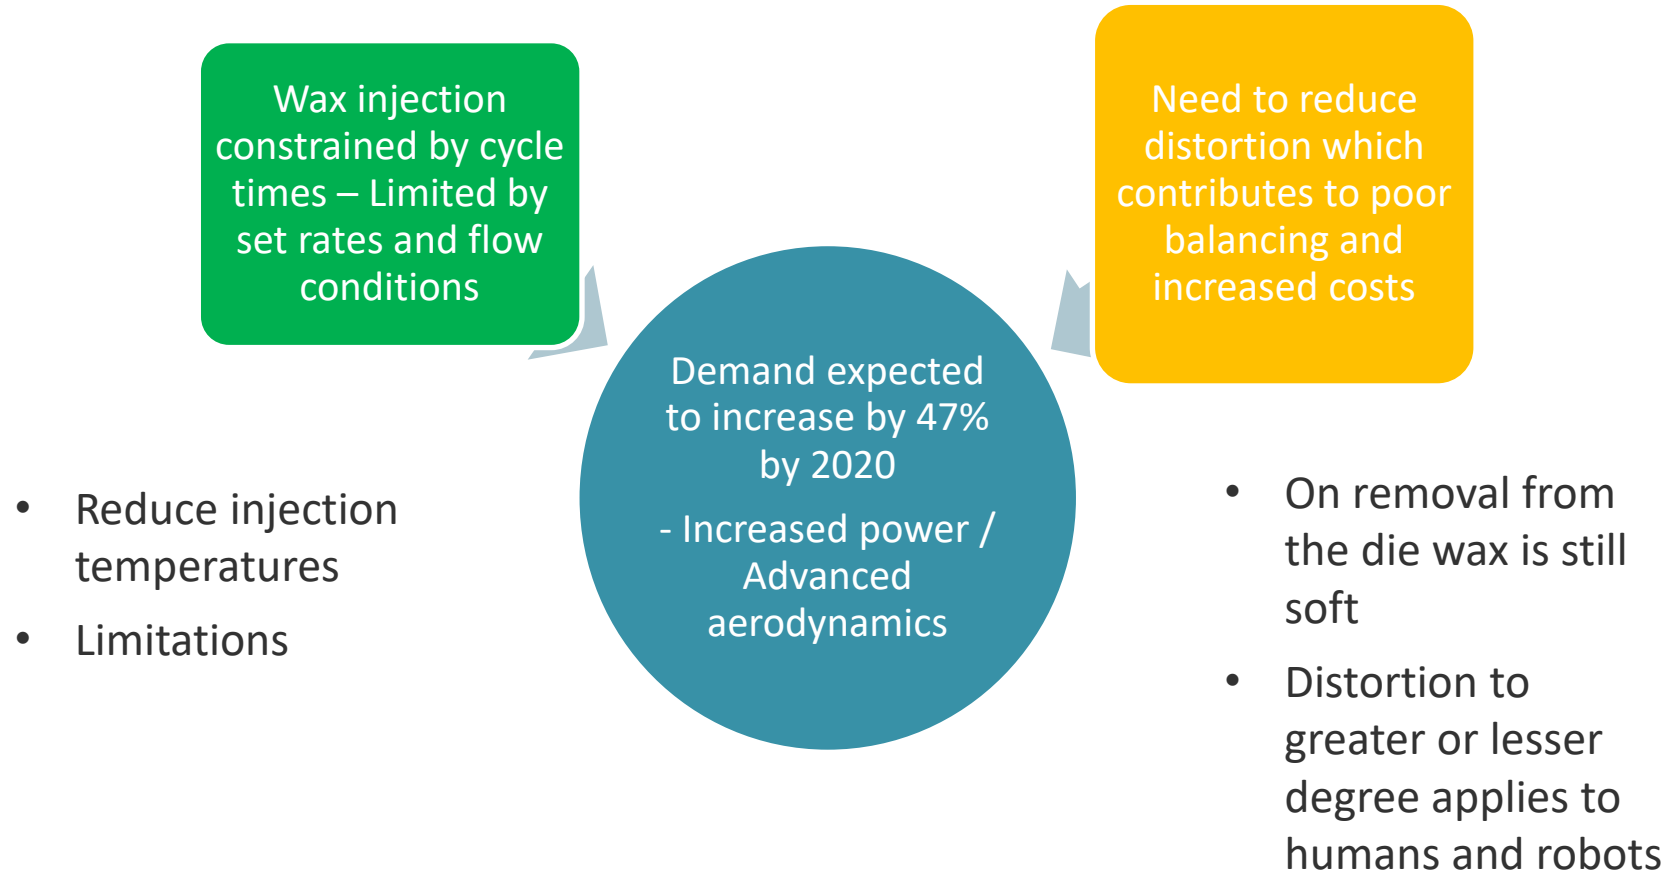 Wax injection
constrained by cycle
times – Limited by
set rates and flow
conditions
Need to reduce
distortion which
contributes to poor
balancing and
increased costs
Demand expected
to increase by 47%
by 2020
- Increased power /
Advanced
aerodynamics
• Reduce injection
temperatures
• Limitations
• On removal from
the die wax is still
soft
• Distortion to
greater or lesser
degree applies to
humans and robots